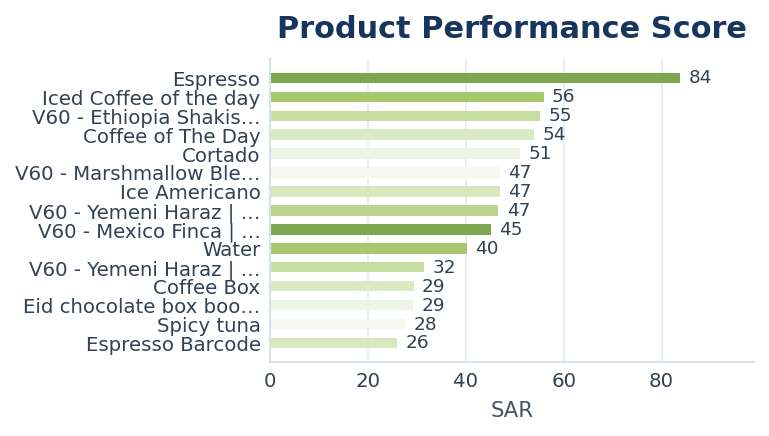 Product Performance Score
Espresso 84
Iced Coffee of the day 56
V60 - Ethiopia Shakis... 55
Coffee of The Day 54
Cortado 51
V60 - Marshmallow Ble... 47
Ice Americano 47
V60 - Yemeni Haraz | ... 47
V60 - Mexico Finca | ... 45
Water 40
V60 - Yemeni Haraz | ... 32
Coffee Box 29
Eid chocolate box boo... 29
Spicy tuna 28
Espresso Barcode 26
0 20 40 60 80
SAR